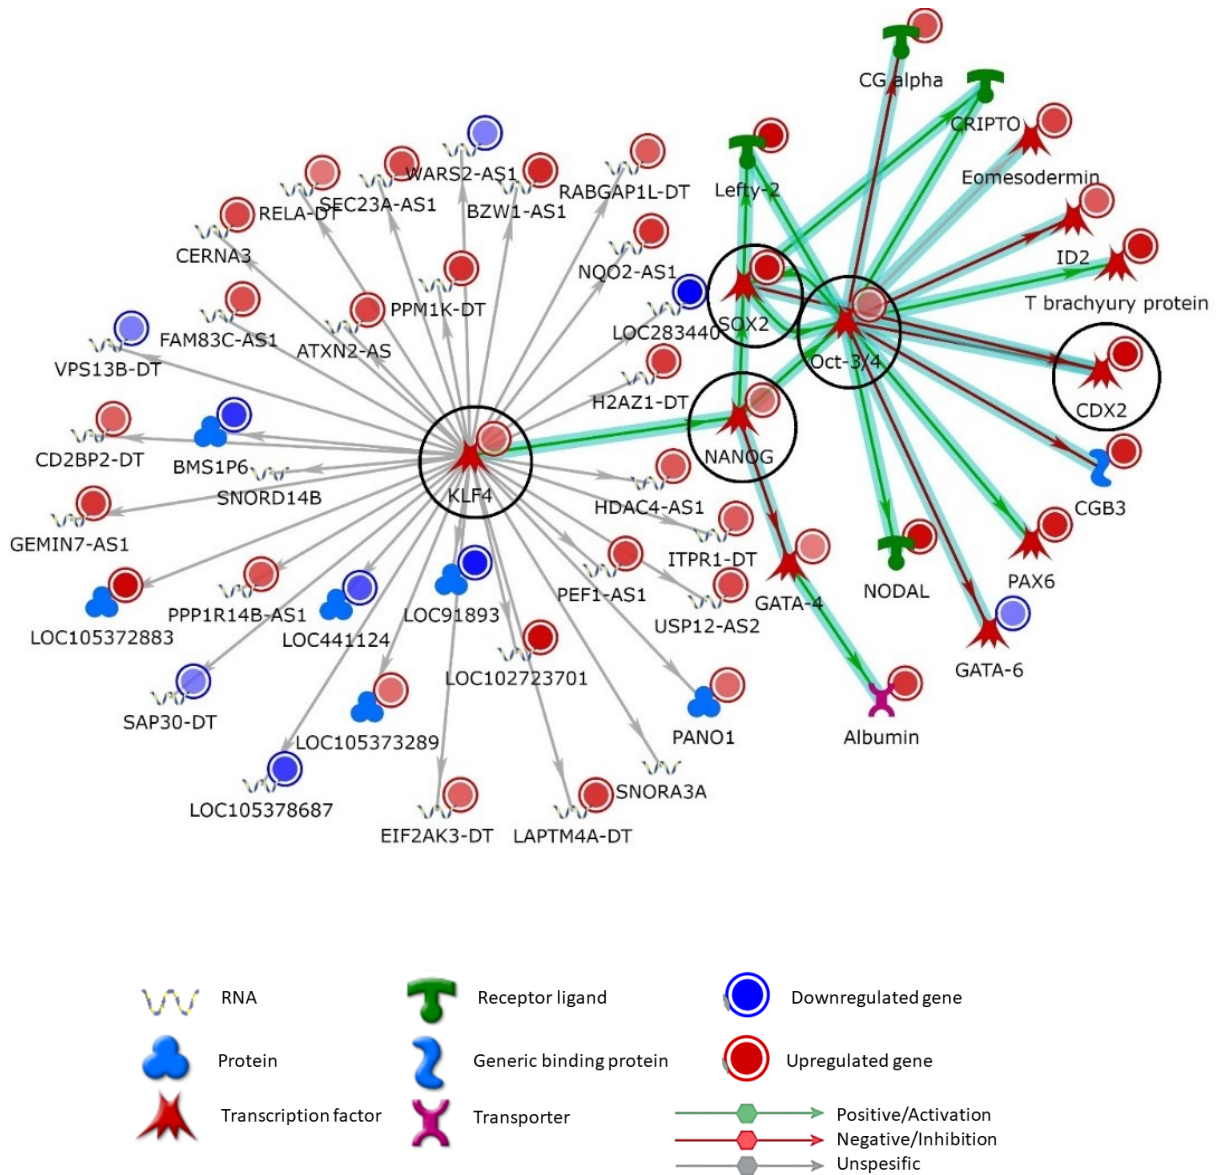 CG alpha
CRIPTO
WARS2-AS1
Eomesodermin
RABGAP1L-DT
Lefty-2
SEC23A-AS1
BZW1-AS1
RELA-DT
CERNA3
ID2
NQO2-AS1
T brachyury protein
PPM1K-DT
SOX2
LOC283440
FAM83C-AS1
ATXN2-AS
Oct-3/4
VPS13B-DT
H2AZ1-DT
CDX2
CD2BP2-DT
BMS1P6
NANOG
SNORD14B
KLF4
HDAC4-AS1
CGB3
GEMIN7-AS1
ITPR1-DT
PAX6
NODAL
PEF1-AS1
GATA-4
PPP1R14B-AS1
LOC91893
USP12-AS2
LOC105372883
LOC441124
GATA-6
LOC102723701
SAP30-DT
LOC105373289
PANO1
Albumin
SNORA3A
LOC105378687
EIF2AK3-DT
LAPTM4A-DT
RNA
Receptor ligand
Downregulated gene
Protein
Generic binding protein
Upregulated gene
Transcription factor
Transporter
Positive/Activation
Negative/Inhibition
Unspesific